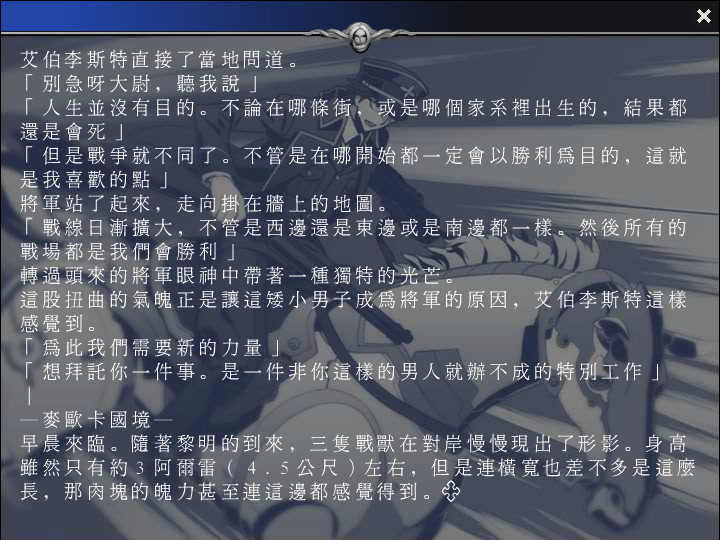 艾伯李斯特直接了當地問道。
「別急呀大尉，聽我說」
「人生並沒有目的。不論在哪條街，或是哪個家系裡出生的，結果都
還是會死」
「但是戰爭就不同了。不管是在哪開始都一定會以勝利為目的，這就
是我喜歡的點」
將軍站了起來，走向掛在牆上的地圖。
「戰線日漸擴大，不管是西邊還是東邊或是南邊都一樣。然後所有的
戰場都是我們會勝利」
轉過頭來的將軍眼神中帶著一種獨特的光芒。
這股扭曲的氣魄正是讓這矮小男子成為將軍的原因，艾伯李斯特這樣
感覺到。
「為此我們需要新的力量」
「想拜託你一件事。是一件非你這樣的男人就辦不成的特別工作」
｜
─麥歐卡國境─
早晨來臨。隨著黎明的到來，三隻戰獸在對岸慢慢現出了形影。身高
雖然只有約3阿爾雷（4.5公尺）左右，但是連橫寬也差不多是這麼
長，那肉塊的魄力甚至連這邊都感覺得到。